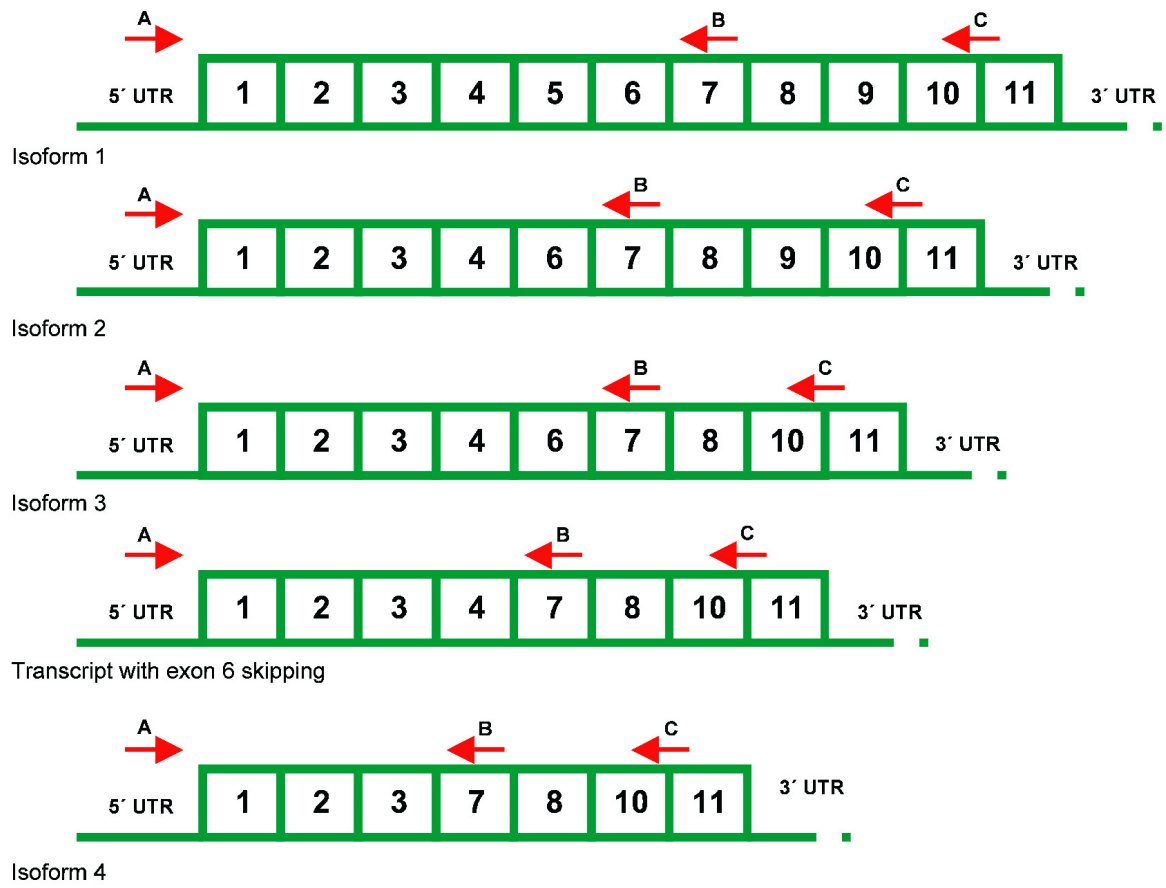 A B C
5´ UTR 1 2 3 4 5 6 7 8 9 10 11 3´ UTR
Isoform 1
A B C
5´ UTR 1 2 3 4 6 7 8 9 10 11 3´ UTR
Isoform 2
A B C
5´ UTR 1 2 3 4 6 7 8 10 11 3´ UTR
Isoform 3
A B C
5´ UTR 1 2 3 4 7 8 10 11 3´ UTR
Transcript with exon 6 skipping
A B C
5´ UTR 1 2 3 7 8 10 11 3´ UTR
Isoform 4